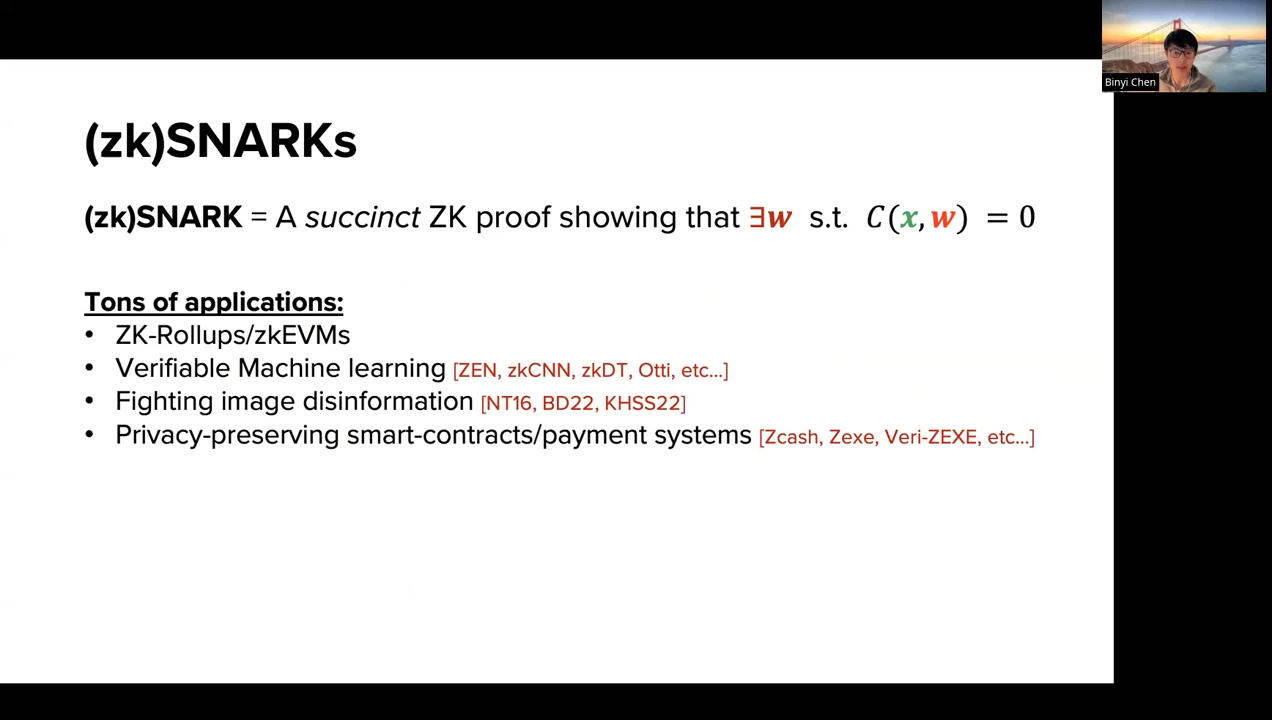 Binyi Chen
(zk)SNARKs
(zk)SNARK = A succinct ZK proof showing that ∃w s.t. C(x, w) = 0
Tons of applications:
• ZK-Rollups/zkEVMs
• Verifiable Machine learning [ZEN, zkCNN, zkDT, Otti, etc...]
• Fighting image disinformation [NT16, BD22, KHSS22]
• Privacy-preserving smart-contracts/payment systems [Zcash, Zexe, Veri-ZEXE, etc...]